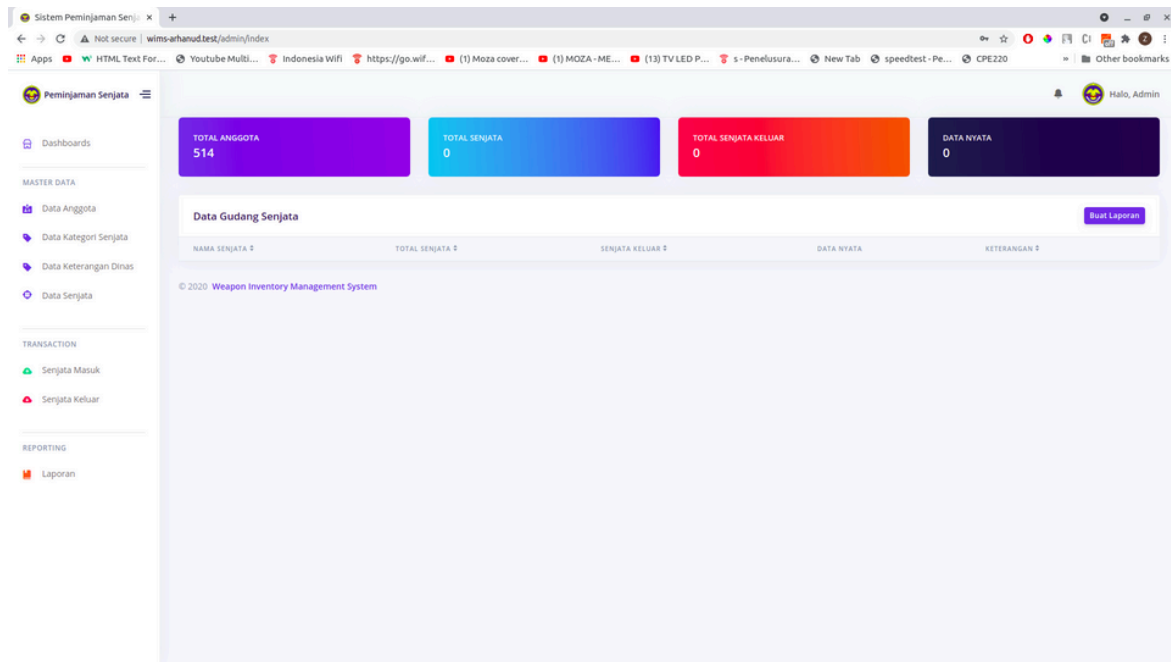 Sistem Peminjaman Senja
Not secure | wims-arhanud.test/admin/index
Apps HTML Text For... Youtube Multi... Indonesia Wifi https://go.wif... (1) Moza cover... (1) MOZA - ME... (13) TV LED P... s - Penelusura... New Tab speedtest - Pe... CPE220 » Other bookmarks
Peminjaman Senjata
Halo, Admin
Dashboards
MASTER DATA
Data Anggota
Data Kategori Senjata
Data Keterangan Dinas
Data Senjata
TRANSACTION
Senjata Masuk
Senjata Keluar
REPORTING
Laporan
TOTAL ANGGOTA
514
TOTAL SENJATA
0
TOTAL SENJATA KELUAR
0
DATA NYATA
0
Data Gudang Senjata
Buat Laporan
NAMA SENJATA TOTAL SENJATA SENJATA KELUAR DATA NYATA KETERANGAN
© 2020 Weapon Inventory Management System